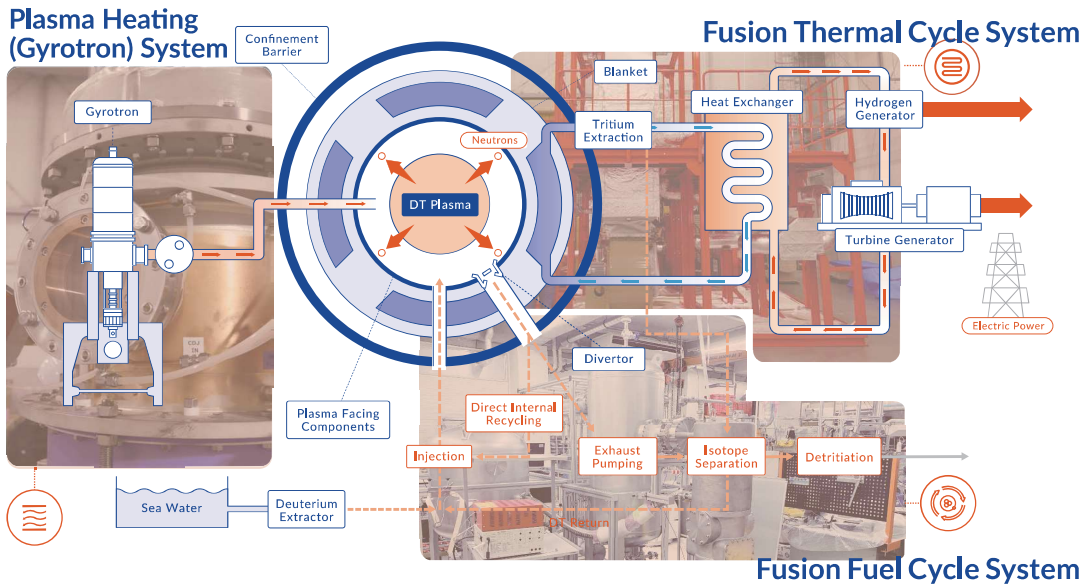 Plasma Heating
(Gyrotron) System
Confinement
Barrier
Fusion Thermal Cycle System
Blanket
Gyrotron
Heat Exchanger
Hydrogen
Generator
Tritium
Extraction
Neutrons
DT Plasma
Turbine Generator
Electric Power
Divertor
Plasma Facing
Components
Direct Internal
Recycling
Injection
Exhaust
Pumping
Isotope
Separation
Detritiation
Sea Water
Deuterium
Extractor
DT Return
Fusion Fuel Cycle System